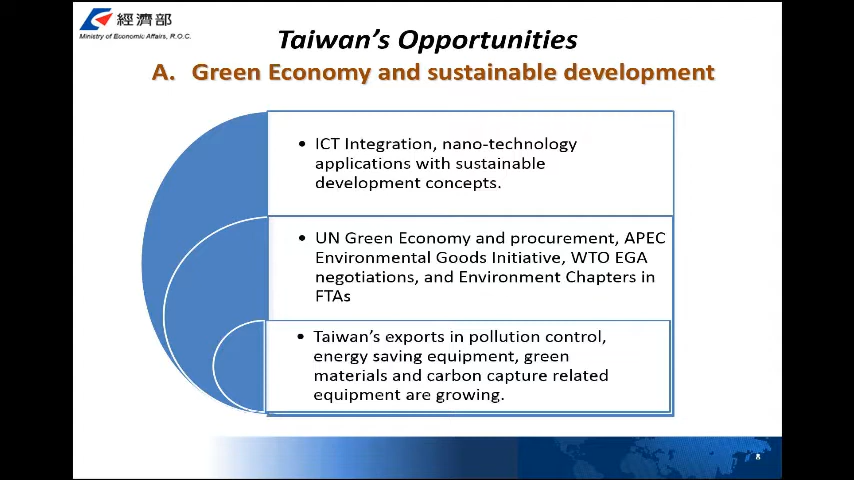 經濟部
Ministry of Economic Affairs, R.O.C.
Taiwan's Opportunities
A. Green Economy and sustainable development
• ICT Integration, nano-technology
applications with sustainable
development concepts.
• UN Green Economy and procurement, APEC
Environmental Goods Initiative, WTO EGA
negotiations, and Environment Chapters in
FTAs
• Taiwan's exports in pollution control,
energy saving equipment, green
materials and carbon capture related
equipment are growing.
8